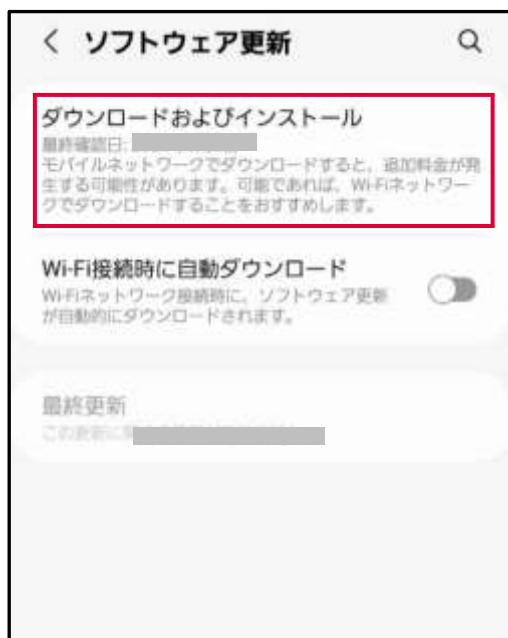 ソフトウェア更新
ダウンロードおよびインストール
最終確認日:
モバイルネットワークでダウンロードすると、追加料金が発
生する可能性があります。可能であれば、Wi-Fiネットワー
クでダウンロードすることをおすすめします。
Wi-Fi接続時に自動ダウンロード
Wi-Fiネットワーク接続時に、ソフトウェア更新
が自動的にダウンロードされます。
最終更新
この更新に